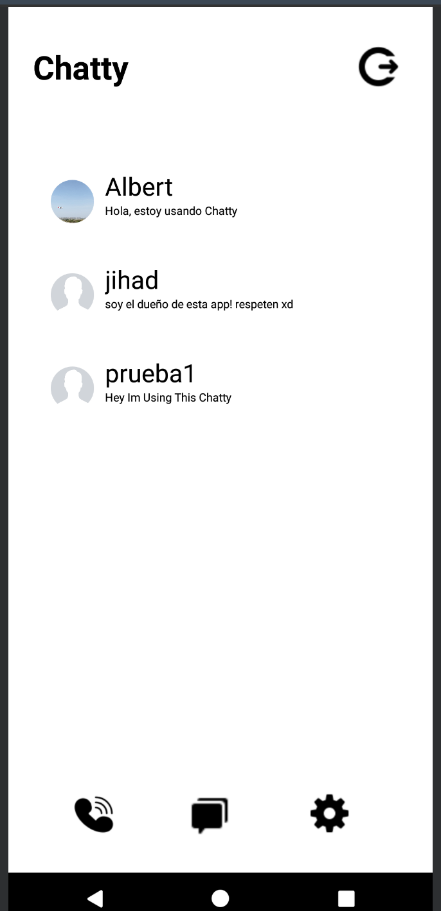 Chatty
Albert
Hola, estoy usando Chatty
jihad
soy el dueño de esta app! respeten xd
prueba1
Hey Im Using This Chatty